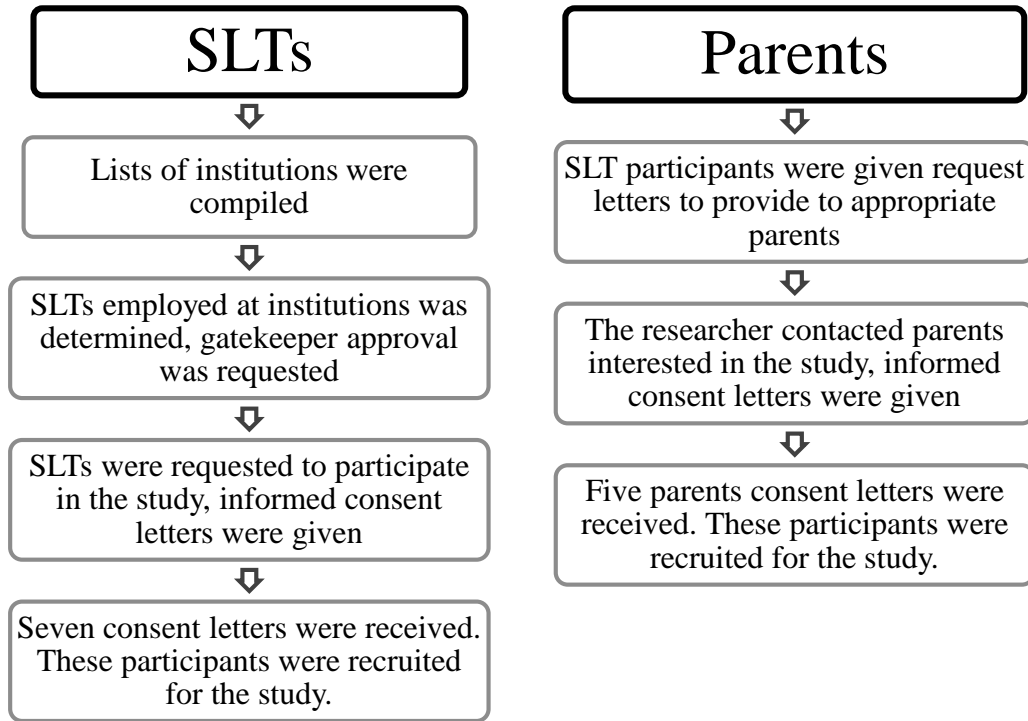 SLTs
Lists of institutions were
compiled
SLTs employed at institutions was
determined, gatekeeper approval
was requested
SLTs were requested to participate
in the study, informed consent
letters were given
Seven consent letters were received.
These participants were recruited
for the study.
Parents
SLT participants were given request
letters to provide to appropriate
parents
The researcher contacted parents
interested in the study, informed
consent letters were given
Five parents consent letters were
received. These participants were
recruited for the study.